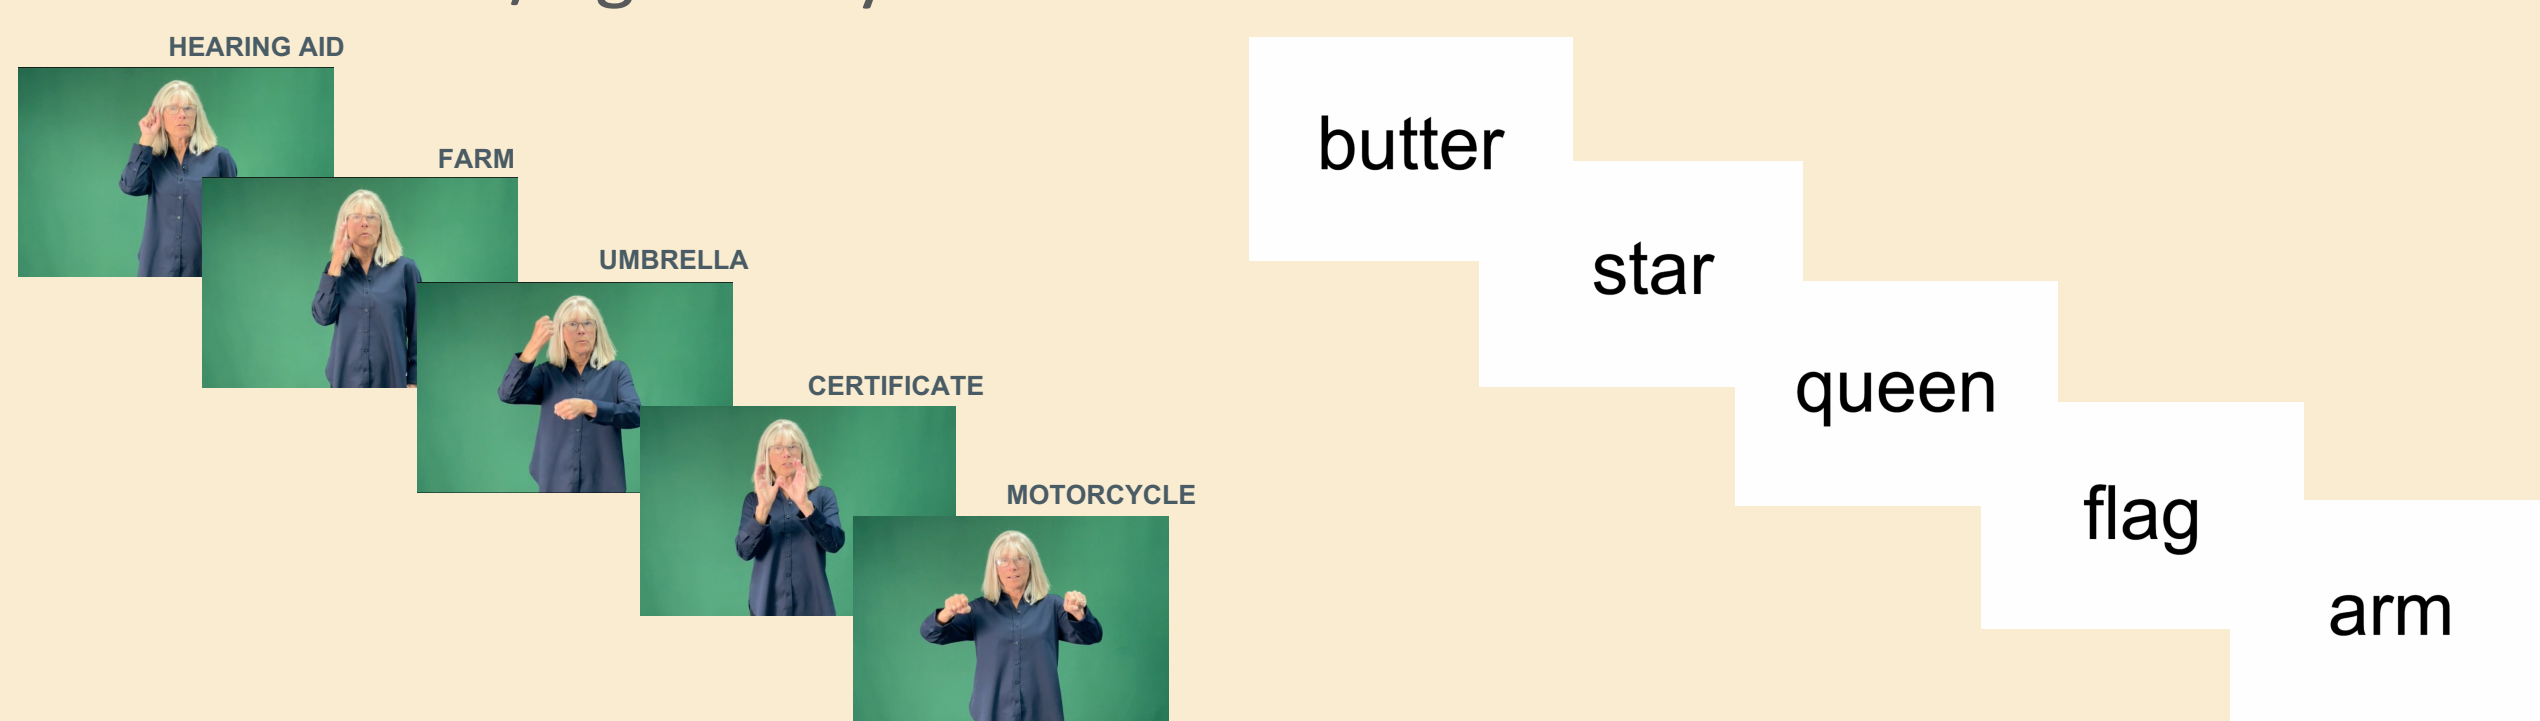 HEARING AID
FARM
UMBRELLA
CERTIFICATE
MOTORCYCLE
butter
star
queen
flag
arm